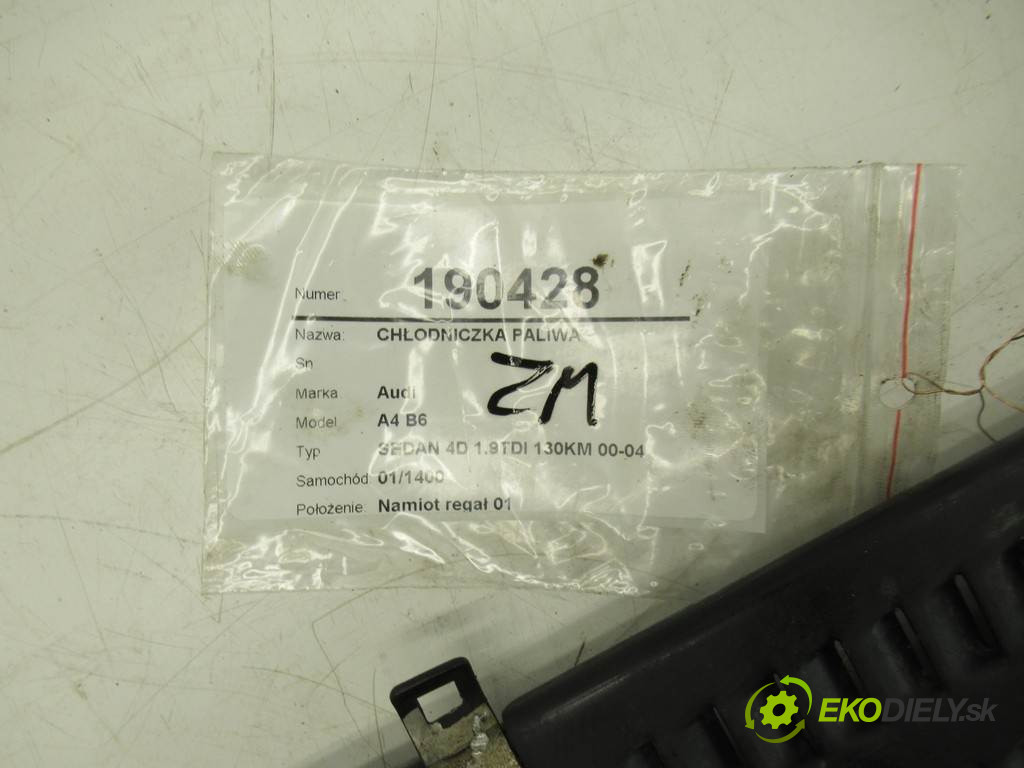 Numer 190428
Nazwa: CHŁODNICZKA PALIWA
Sn
Marka Audi
Model A4 B6
Typ SEDAN 4D 1.9TDI 130KM 00-04
Samochód 01/1400
Położenie: Namiot regał 01
ZM
EKODIELY.sk